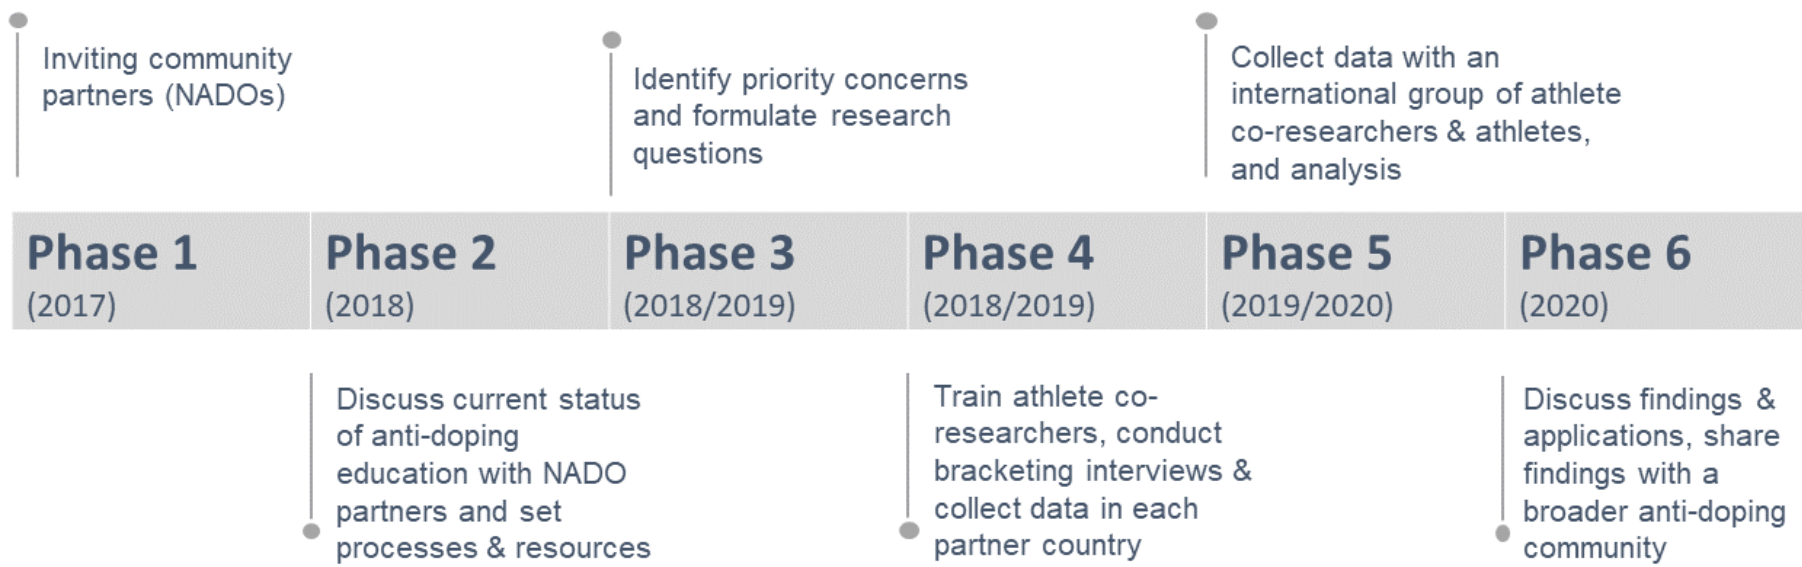 Inviting community
partners (NADOs)
Identify priority concerns
and formulate research
questions
Collect data with an
international group of athlete
co-researchers & athletes,
and analysis
Phase 1
(2017)
Phase 2
(2018)
Phase 3
(2018/2019)
Phase 4
(2018/2019)
Phase 5
(2019/2020)
Phase 6
(2020)
Discuss current status
of anti-doping
education with NADO
partners and set
processes & resources
Train athlete co-
researchers, conduct
bracketing interviews &
collect data in each
partner country
Discuss findings &
applications, share
findings with a
broader anti-doping
community